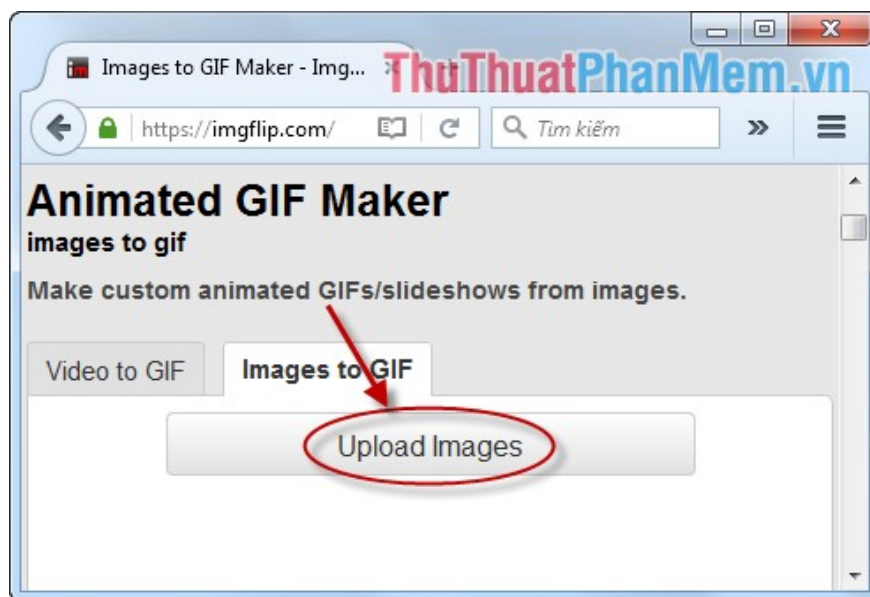 Images to GIF Maker - Img...
ThuThuatPhanMem.vn
https://imgflip.com/
Tìm kiếm
Animated GIF Maker
images to gif
Make custom animated GIFs/slideshows from images.
Video to GIF
Images to GIF
Upload Images